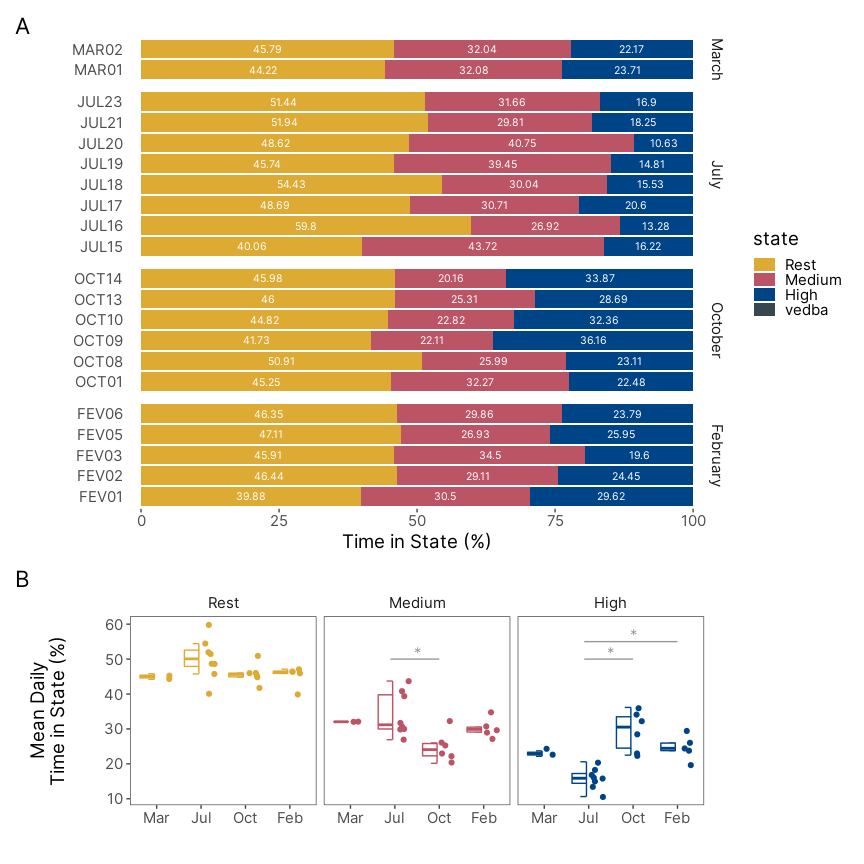 A
MAR02 45.79 32.04 22.17
MAR01 44.22 32.08 23.71
March
JUL23 51.44 31.66 16.9
JUL21 51.94 29.81 18.25
JUL20 48.62 40.75 10.63
JUL19 45.74 39.45 14.81
JUL18 54.43 30.04 15.53
JUL17 48.69 30.71 20.6
JUL16 59.8 26.92 13.28
JUL15 40.06 43.72 16.22
July
OCT14 45.98 20.16 33.87
OCT13 46 25.31 28.69
OCT10 44.82 22.82 32.36
OCT09 41.73 22.11 36.16
OCT08 50.91 25.99 23.11
OCT01 45.25 32.27 22.48
October
FEV06 46.35 29.86 23.79
FEV05 47.11 26.93 25.95
FEV03 45.91 34.5 19.6
FEV02 46.44 29.11 24.45
FEV01 39.88 30.5 29.62
February
0 25 50 75 100
Time in State (%)
state
Rest
Medium
High
vedba
B
Rest Medium High
Mean Daily
Time in State (%)
60
50
40
30
20
10
* * *
Mar Jul Oct Feb Mar Jul Oct Feb Mar Jul Oct Feb